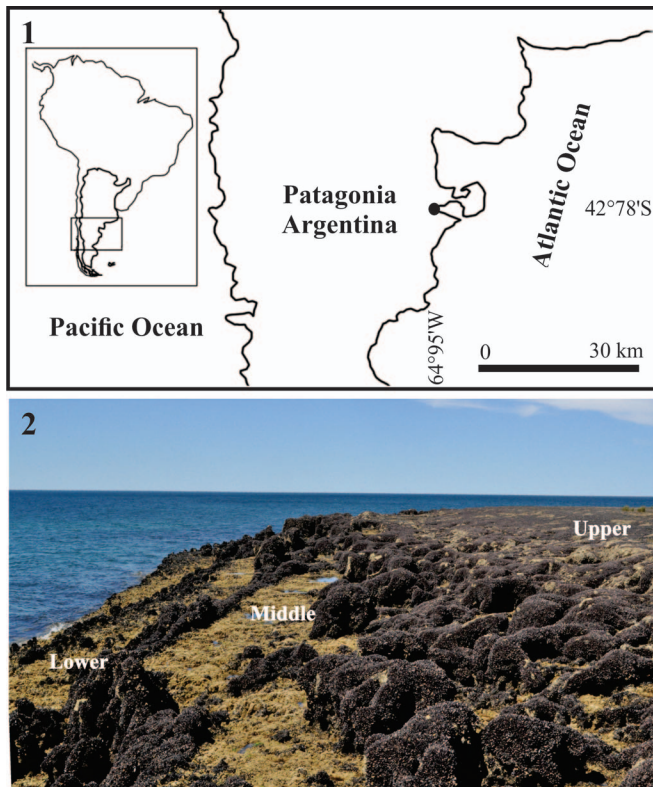 1
Patagonia
Argentina
Atlantic Ocean
42°78'S
Pacific Ocean
64°95'W
0
30 km
2
Upper
Middle
Lower